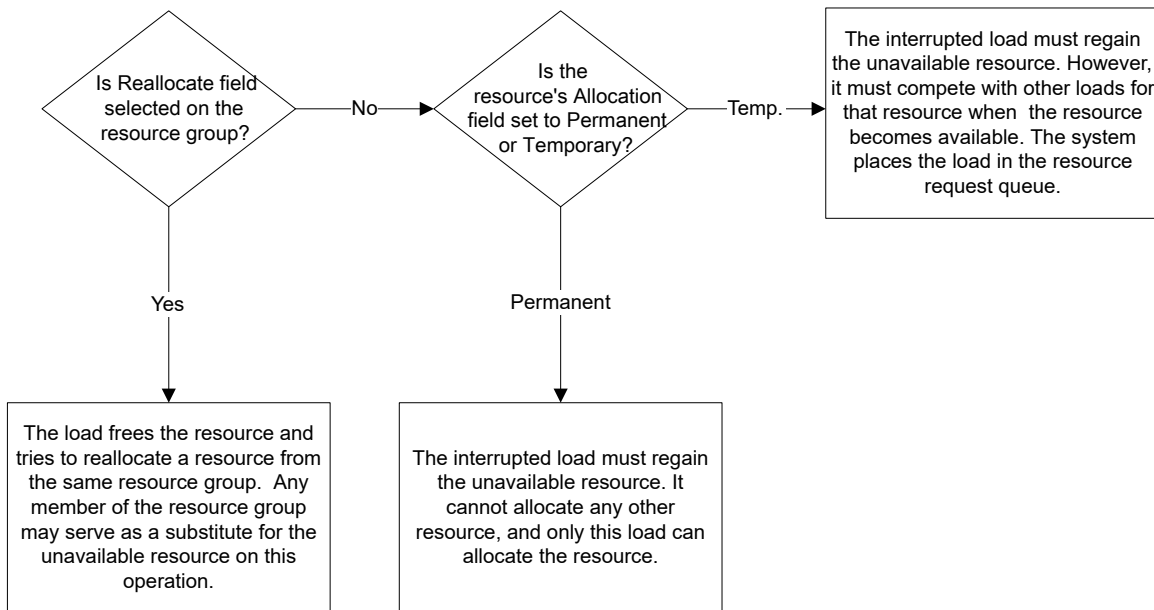 Is Reallocate field
selected on the
resource group?
No
Is the
resource's Allocation
field set to Permanent
or Temporary?
Temp.
The interrupted load must regain
the unavailable resource. However,
it must compete with other loads for
that resource when  the resource
becomes available. The system
places the load in the resource
request queue.
Yes
Permanent
The load frees the resource and
tries to reallocate a resource from
the same resource group.  Any
member of the resource group
may serve as a substitute for the
unavailable resource on this
operation.
The interrupted load must regain
the unavailable resource. It
cannot allocate any other
resource, and only this load can
allocate the resource.